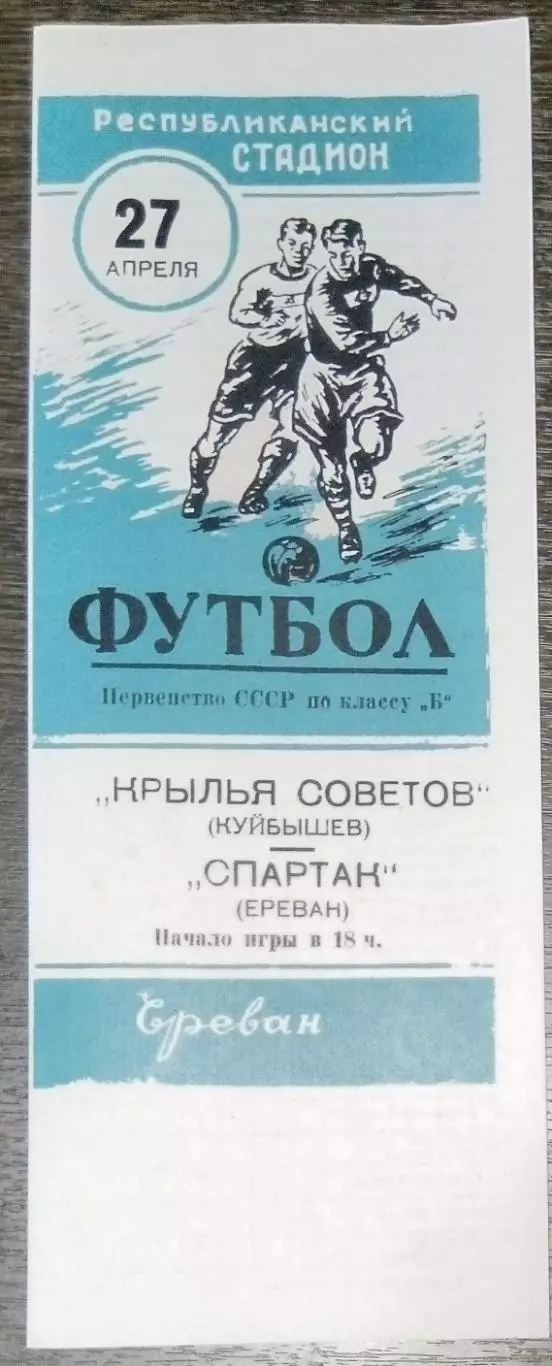 Республиканский
СТАДИОН
27
АПРЕЛЯ
ФУТБОЛ
Первенство СССР по классу „Б“
„КРЫЛЬЯ СОВЕТОВ“
(КУЙБЫШЕВ)
—
„СПАРТАК“
(ЕРЕВАН)
Начало игры в 18 ч.
Ереван